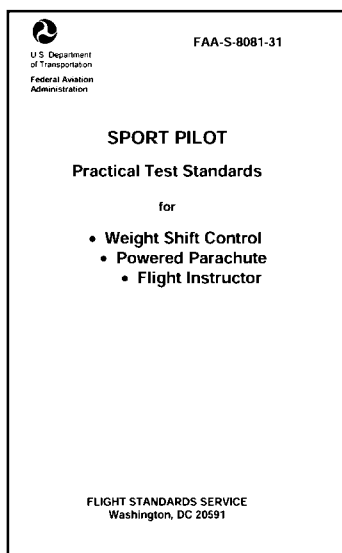 FAA-S-8081-31
U.S. Department
of Transportation
Federal Aviation
Administration
SPORT PILOT
Practical Test Standards
for
• Weight Shift Control
• Powered Parachute
• Flight Instructor
FLIGHT STANDARDS SERVICE
Washington, DC 20591